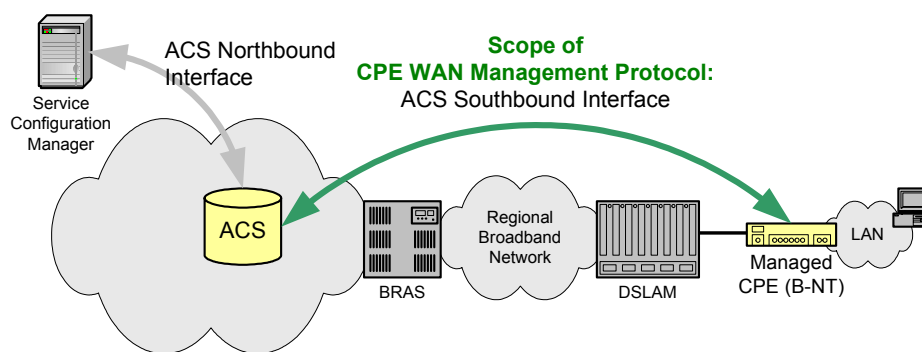 ACS Northbound
Interface
Scope of
CPE WAN Management Protocol:
ACS Southbound Interface
Service
Configuration
Manager
ACS
BRAS
Regional
Broadband
Network
DSLAM
Managed
CPE (B-NT)
LAN